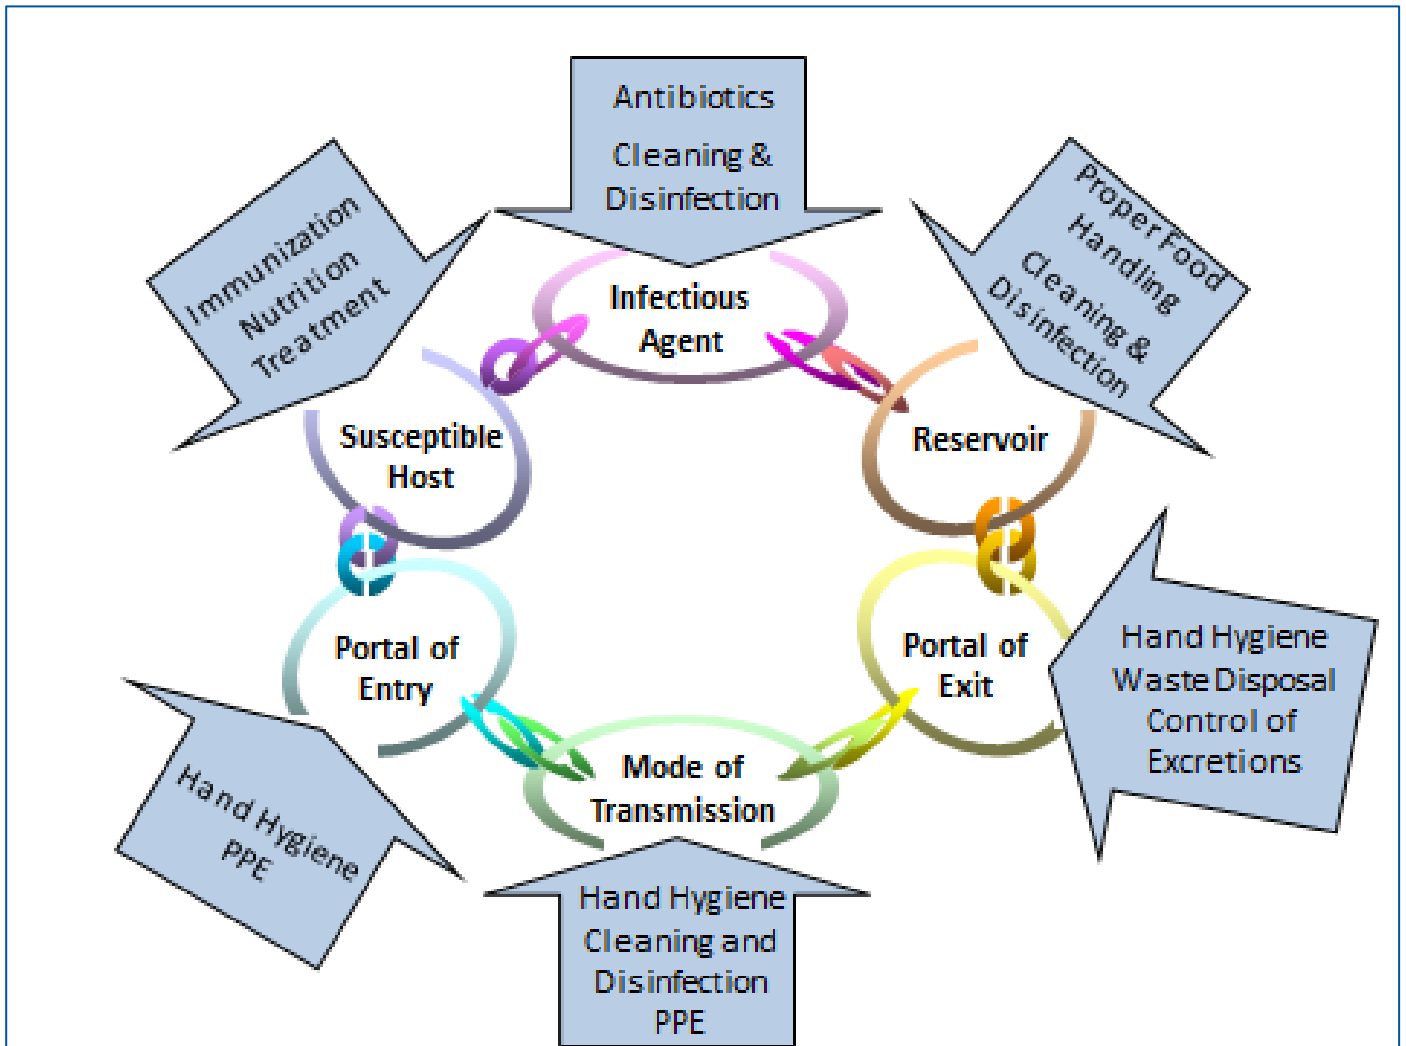 Antibiotics
Cleaning &
Disinfection
Infectious
Agent
Proper Food
Handling
Cleaning &
Disinfection
Reservoir
Hand Hygiene
Waste Disposal
Control of
Excretions
Portal of
Exit
Mode of
Transmission
Hand Hygiene
Cleaning and
Disinfection
PPE
Hand Hygiene
PPE
Portal of
Entry
Immunization
Nutrition
Treatment
Susceptible
Host